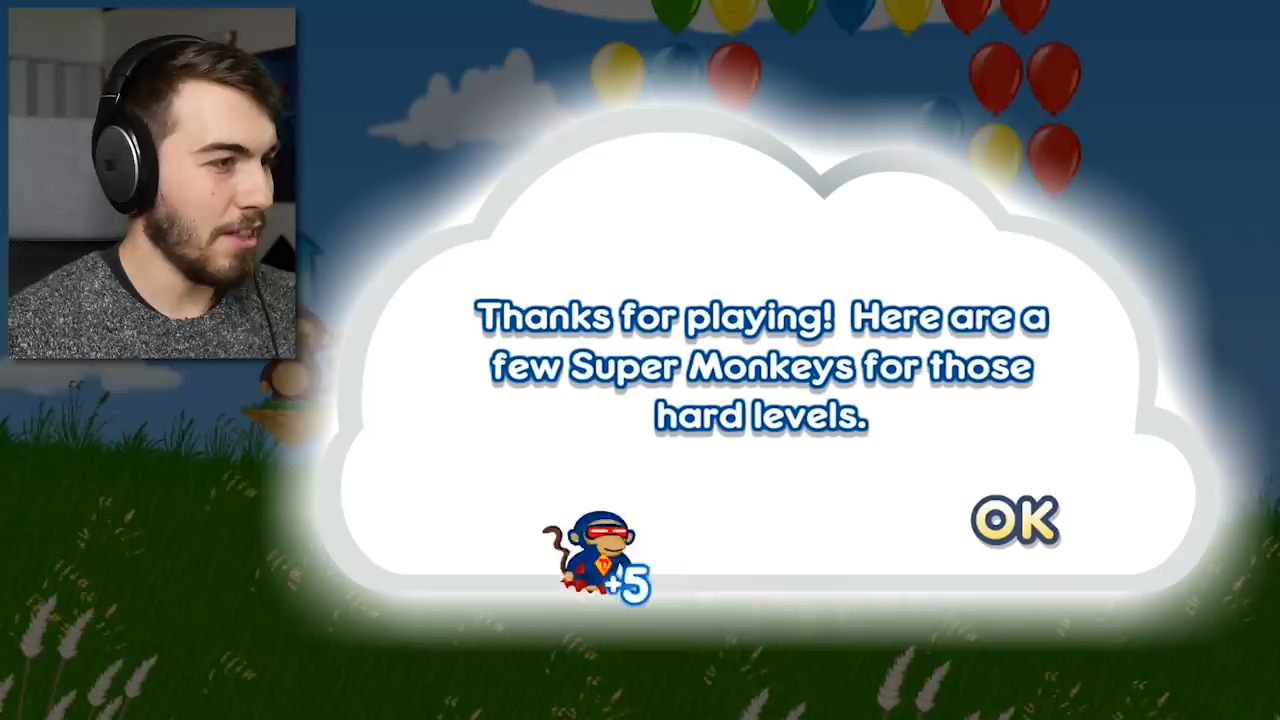 Thanks for playing! Here are a
few Super Monkeys for those
hard levels.
+5
OK